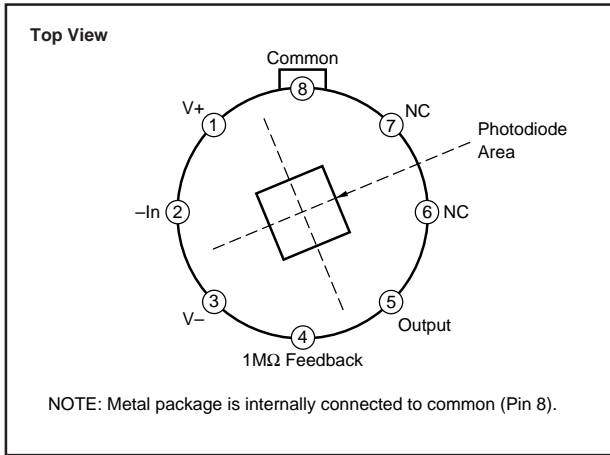 Top View
Common
8
V+
1
7
NC
Photodiode
Area
–In
2
6
NC
3
V–
5
Output
4
1MΩ Feedback
NOTE: Metal package is internally connected to common (Pin 8).